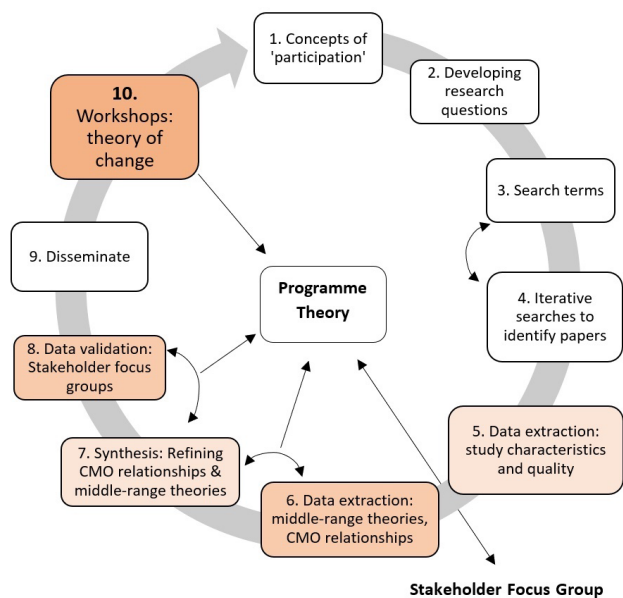 1. Concepts of
'participation'
2. Developing
research
questions
3. Search terms
4. Iterative
searches to
identify papers
5. Data extraction:
study characteristics
and quality
6. Data extraction:
middle-range theories,
CMO relationships
7. Synthesis: Refining
CMO relationships &
middle-range theories
8. Data validation:
Stakeholder focus
groups
9. Disseminate
10.
Workshops:
theory of
change
Programme
Theory
Stakeholder Focus Group